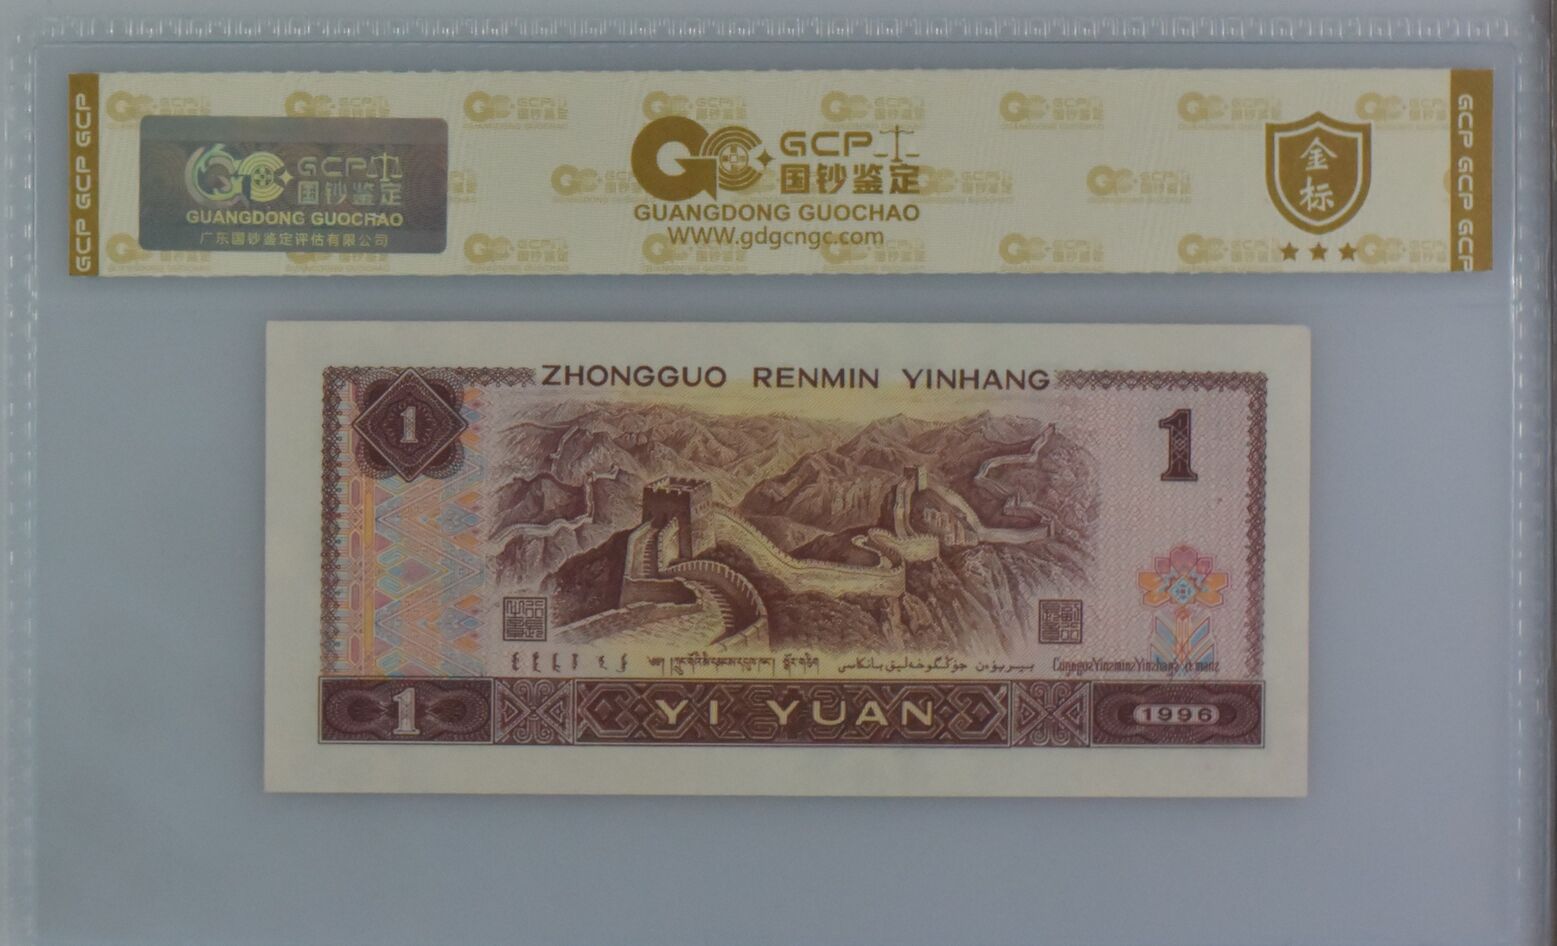 GCP GCP GCP
GCP
国钞鉴定
GUANGDONG GUOCHAO
广东国钞鉴定评估有限公司
GCP
国钞鉴定
GUANGDONG GUOCHAO
WWW.gdgcngc.com
金
标
GCP GCP GCP
ZHONGGUO RENMIN YINHANG
1
1
YI YUAN
1
1996